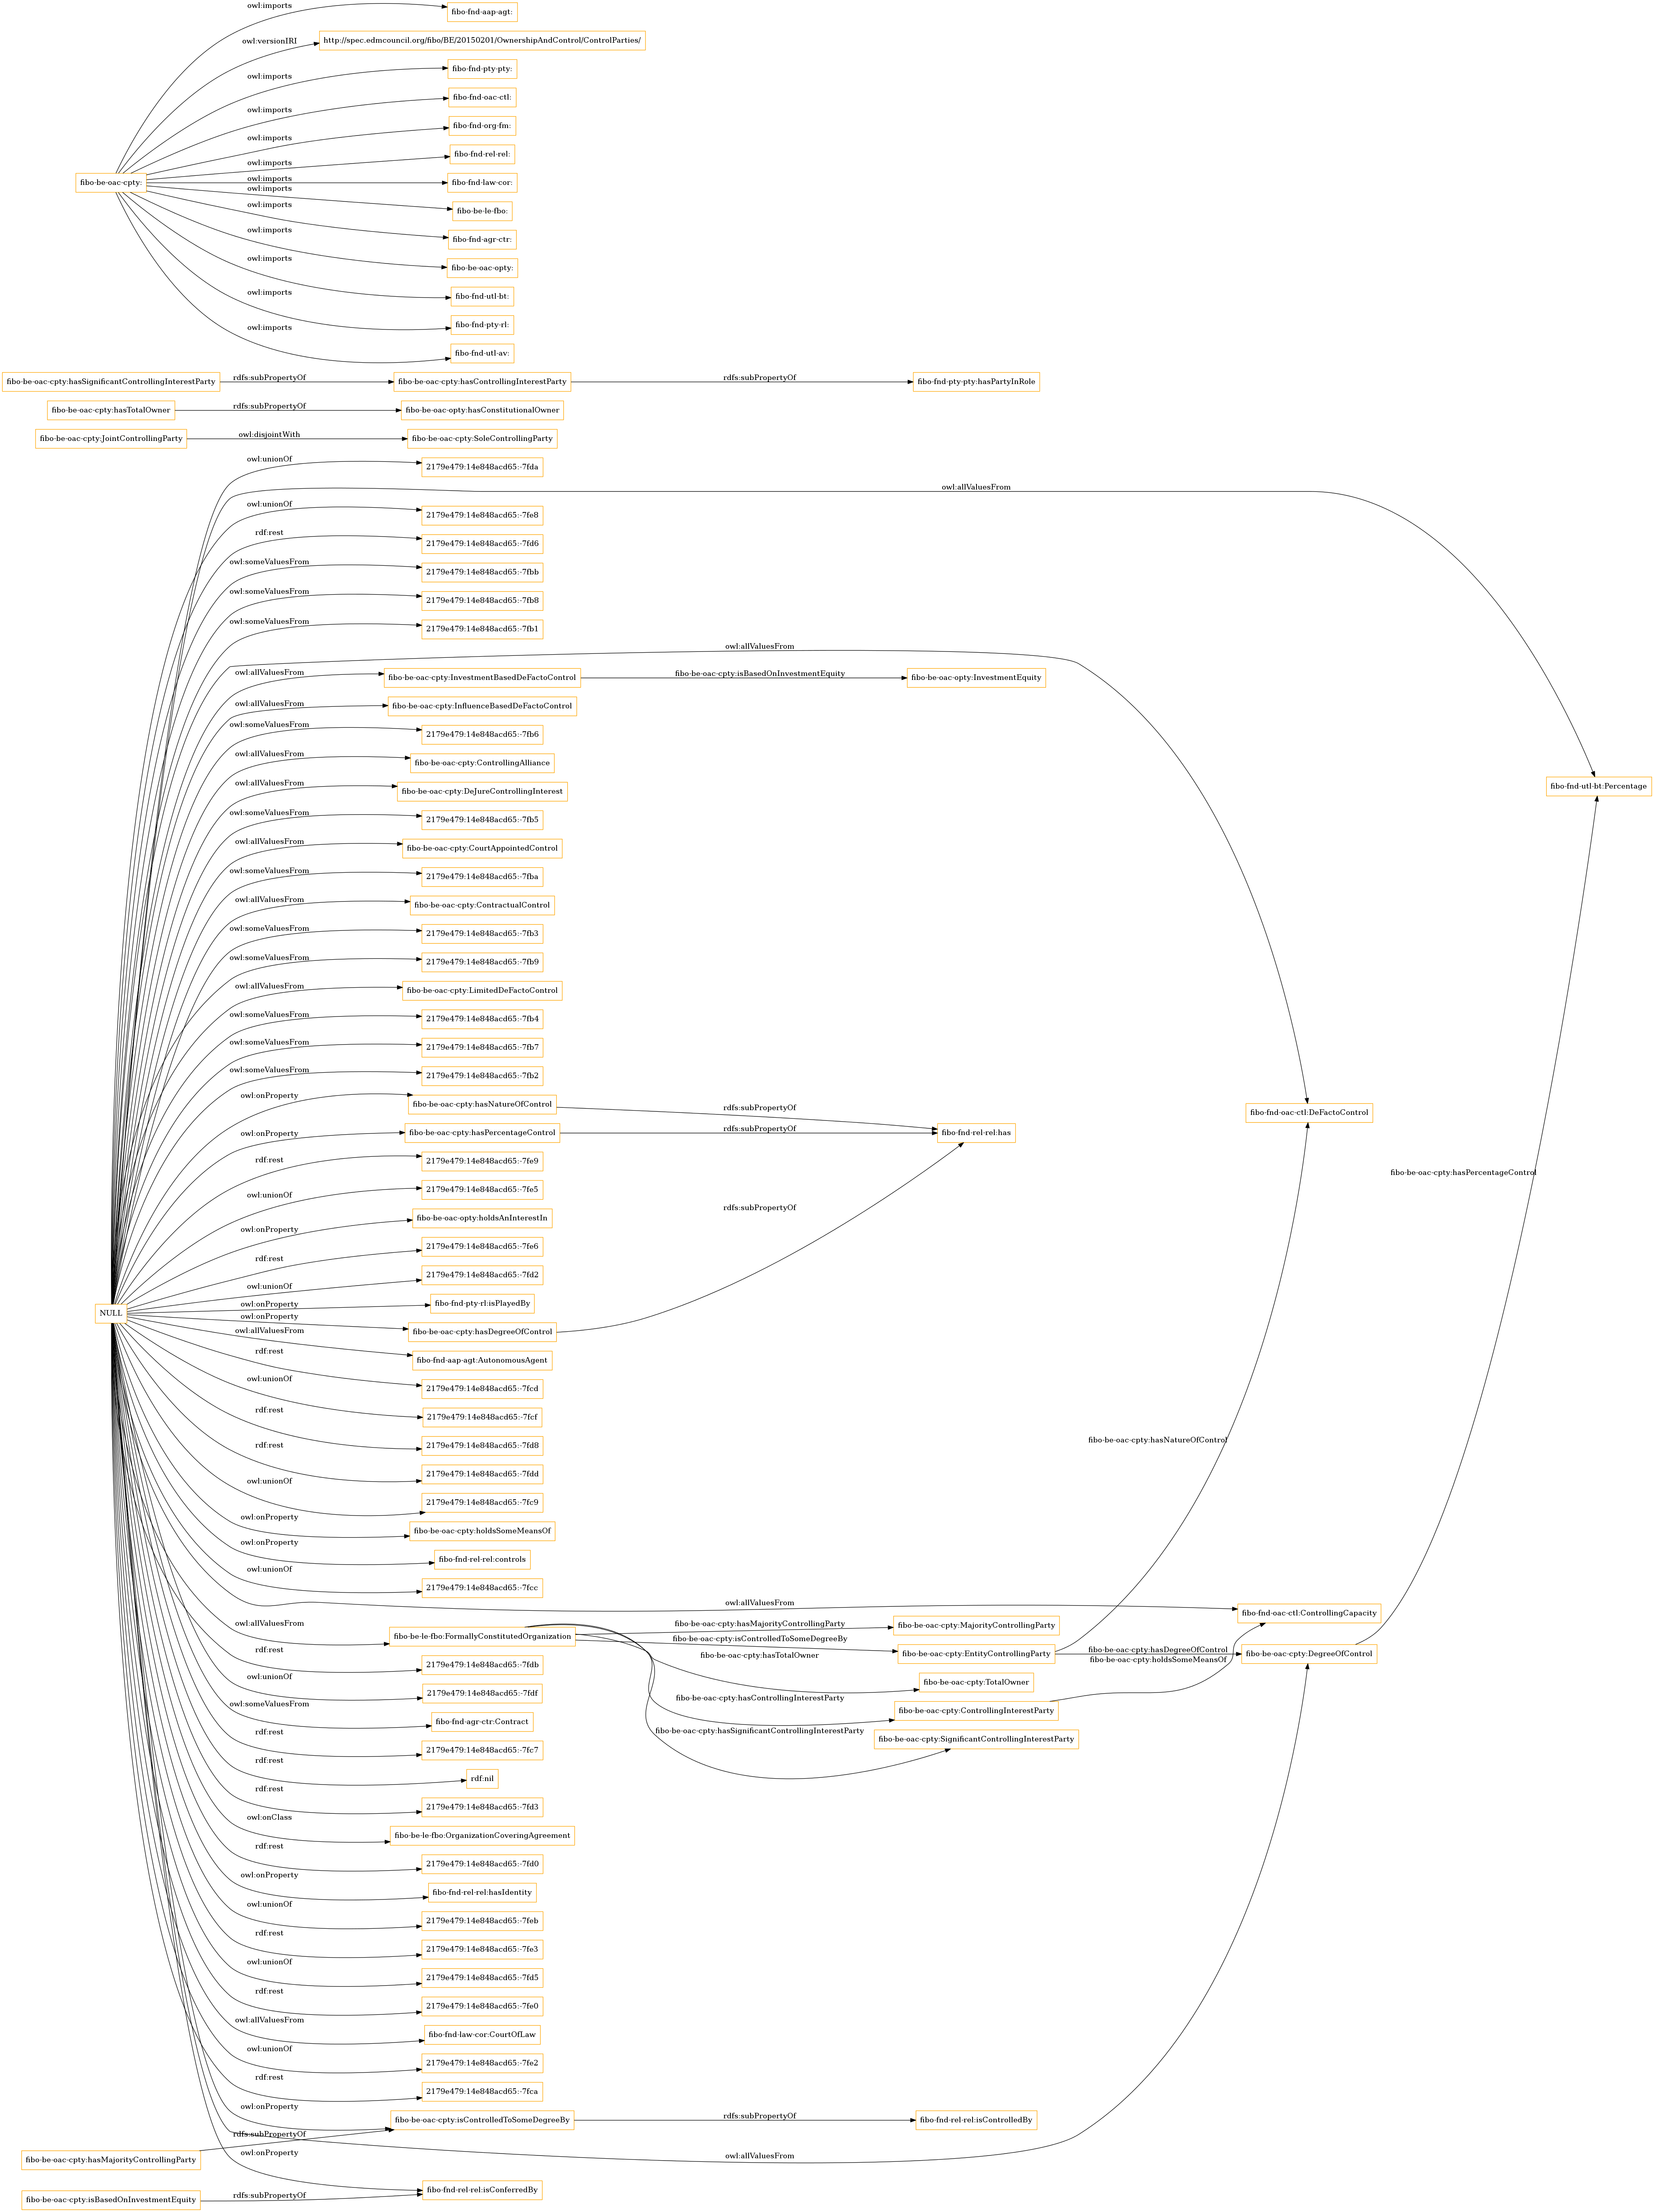 owl:imports
fibo-fnd-aap-agt:
owl:versionIRI
http://spec.edmcouncil.org/fibo/BE/20150201/OwnershipAndControl/ControlParties/
owl:imports
fibo-fnd-pty-pty:
owl:imports
fibo-fnd-oac-ctl:
owl:imports
fibo-fnd-org-fm:
owl:imports
fibo-fnd-rel-rel:
fibo-be-oac-cpty:
owl:imports
fibo-fnd-law-cor:
owl:imports
fibo-be-le-fbo:
owl:imports
fibo-fnd-agr-ctr:
owl:imports
fibo-be-oac-opty:
owl:imports
fibo-fnd-utl-bt:
owl:imports
fibo-fnd-pty-rl:
owl:imports
fibo-fnd-utl-av:
fibo-be-oac-cpty:hasSignificantControllingInterestParty
rdfs:subPropertyOf
fibo-be-oac-cpty:hasControllingInterestParty
rdfs:subPropertyOf
fibo-fnd-pty-pty:hasPartyInRole
fibo-be-oac-cpty:hasTotalOwner
rdfs:subPropertyOf
fibo-be-oac-opty:hasConstitutionalOwner
fibo-be-oac-cpty:JointControllingParty
owl:disjointWith
fibo-be-oac-cpty:SoleControllingParty
owl:unionOf
2179e479:14e848acd65:-7fda
owl:allValuesFrom
owl:unionOf
2179e479:14e848acd65:-7fe8
rdf:rest
2179e479:14e848acd65:-7fd6
owl:someValuesFrom
2179e479:14e848acd65:-7fbb
owl:someValuesFrom
2179e479:14e848acd65:-7fb8
owl:someValuesFrom
2179e479:14e848acd65:-7fb1
owl:allValuesFrom
owl:allValuesFrom
fibo-be-oac-cpty:InvestmentBasedDeFactoControl
fibo-be-oac-cpty:isBasedOnInvestmentEquity
fibo-be-oac-opty:InvestmentEquity
owl:allValuesFrom
fibo-be-oac-cpty:InfluenceBasedDeFactoControl
owl:someValuesFrom
2179e479:14e848acd65:-7fb6
owl:allValuesFrom
fibo-be-oac-cpty:ControllingAlliance
owl:allValuesFrom
fibo-be-oac-cpty:DeJureControllingInterest
fibo-fnd-utl-bt:Percentage
owl:someValuesFrom
2179e479:14e848acd65:-7fb5
owl:allValuesFrom
fibo-be-oac-cpty:CourtAppointedControl
owl:someValuesFrom
2179e479:14e848acd65:-7fba
owl:allValuesFrom
fibo-be-oac-cpty:ContractualControl
owl:someValuesFrom
2179e479:14e848acd65:-7fb3
owl:someValuesFrom
2179e479:14e848acd65:-7fb9
owl:allValuesFrom
fibo-be-oac-cpty:LimitedDeFactoControl
owl:someValuesFrom
2179e479:14e848acd65:-7fb4
owl:someValuesFrom
2179e479:14e848acd65:-7fb7
owl:someValuesFrom
2179e479:14e848acd65:-7fb2
owl:onProperty
fibo-be-oac-cpty:hasNatureOfControl
rdfs:subPropertyOf
fibo-fnd-oac-ctl:DeFactoControl
owl:onProperty
fibo-be-oac-cpty:hasPercentageControl
rdfs:subPropertyOf
fibo-fnd-rel-rel:has
rdf:rest
2179e479:14e848acd65:-7fe9
fibo-be-oac-cpty:hasPercentageControl
owl:unionOf
2179e479:14e848acd65:-7fe5
rdfs:subPropertyOf
owl:onProperty
fibo-be-oac-opty:holdsAnInterestIn
rdf:rest
2179e479:14e848acd65:-7fe6
owl:unionOf
2179e479:14e848acd65:-7fd2
NULL
owl:onProperty
fibo-fnd-pty-rl:isPlayedBy
owl:onProperty
fibo-be-oac-cpty:hasDegreeOfControl
owl:allValuesFrom
fibo-fnd-aap-agt:AutonomousAgent
rdf:rest
2179e479:14e848acd65:-7fcd
owl:unionOf
2179e479:14e848acd65:-7fcf
rdf:rest
2179e479:14e848acd65:-7fd8
fibo-be-oac-cpty:hasNatureOfControl
rdf:rest
2179e479:14e848acd65:-7fdd
owl:unionOf
2179e479:14e848acd65:-7fc9
owl:onProperty
fibo-be-oac-cpty:holdsSomeMeansOf
owl:onProperty
fibo-fnd-rel-rel:controls
owl:unionOf
2179e479:14e848acd65:-7fcc
owl:allValuesFrom
fibo-fnd-oac-ctl:ControllingCapacity
owl:allValuesFrom
fibo-be-le-fbo:FormallyConstitutedOrganization
fibo-be-oac-cpty:hasMajorityControllingParty
fibo-be-oac-cpty:MajorityControllingParty
fibo-be-oac-cpty:isControlledToSomeDegreeBy
fibo-be-oac-cpty:EntityControllingParty
fibo-be-oac-cpty:hasDegreeOfControl
fibo-be-oac-cpty:DegreeOfControl
fibo-be-oac-cpty:holdsSomeMeansOf
rdf:rest
2179e479:14e848acd65:-7fdb
fibo-be-oac-cpty:hasTotalOwner
fibo-be-oac-cpty:TotalOwner
owl:unionOf
2179e479:14e848acd65:-7fdf
fibo-be-oac-cpty:hasControllingInterestParty
fibo-be-oac-cpty:ControllingInterestParty
owl:someValuesFrom
fibo-fnd-agr-ctr:Contract
fibo-be-oac-cpty:hasSignificantControllingInterestParty
fibo-be-oac-cpty:SignificantControllingInterestParty
rdf:rest
2179e479:14e848acd65:-7fc7
rdf:rest
rdf:nil
rdf:rest
2179e479:14e848acd65:-7fd3
owl:onClass
fibo-be-le-fbo:OrganizationCoveringAgreement
rdf:rest
2179e479:14e848acd65:-7fd0
owl:onProperty
fibo-fnd-rel-rel:hasIdentity
owl:unionOf
2179e479:14e848acd65:-7feb
rdf:rest
2179e479:14e848acd65:-7fe3
owl:unionOf
2179e479:14e848acd65:-7fd5
rdf:rest
2179e479:14e848acd65:-7fe0
owl:allValuesFrom
fibo-fnd-law-cor:CourtOfLaw
owl:unionOf
2179e479:14e848acd65:-7fe2
rdf:rest
2179e479:14e848acd65:-7fca
owl:onProperty
fibo-be-oac-cpty:isControlledToSomeDegreeBy
rdfs:subPropertyOf
fibo-fnd-rel-rel:isControlledBy
rdfs:subPropertyOf
fibo-be-oac-cpty:hasMajorityControllingParty
owl:allValuesFrom
owl:onProperty
fibo-fnd-rel-rel:isConferredBy
fibo-be-oac-cpty:isBasedOnInvestmentEquity
rdfs:subPropertyOf